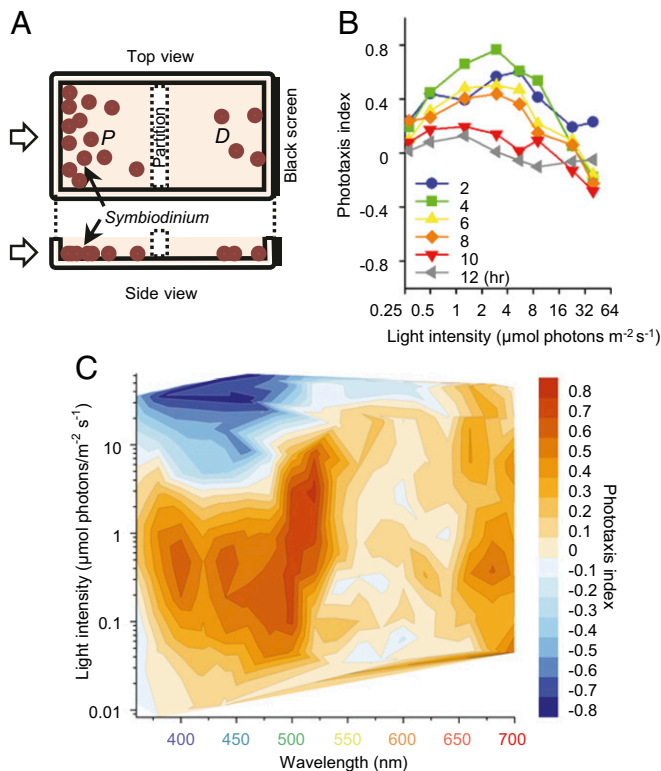 A
Top view
P
Partition
D
Black screen
Symbiodinium
Side view
B
Phototaxis index
0.8
0.4
0
-0.4
-0.8
2
4
6
8
10
12 (hr)
0.25 0.5 1 2 4 8 16 32 64
Light intensity (μmol photons m⁻² s⁻¹)
C
Light intensity (μmol photons/m⁻² s⁻¹)
10
1
0.1
0.01
400 450 500 550 600 650 700
Wavelength (nm)
0.8
0.7
0.6
0.5
0.4
0.3
0.2
0.1
0
-0.1
-0.2
-0.3
-0.4
-0.5
-0.6
-0.7
-0.8
Phototaxis index